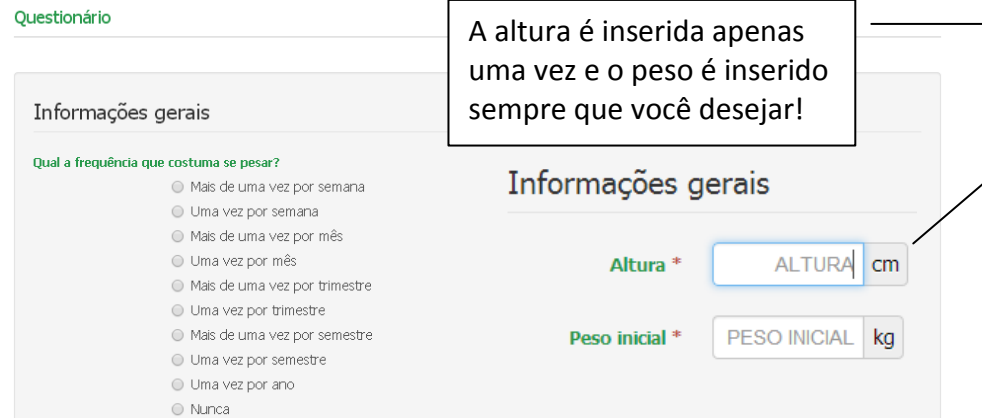 Questionário
A altura é inserida apenas
uma vez e o peso é inserido
sempre que você desejar!
Informações gerais
Qual a frequência que costuma se pesar?
Mais de uma vez por semana
Uma vez por semana
Mais de uma vez por mês
Uma vez por mês
Mais de uma vez por trimestre
Uma vez por trimestre
Mais de uma vez por semestre
Uma vez por semestre
Uma vez por ano
Nunca
Informações gerais
Altura * ALTURA cm
Peso inicial * PESO INICIAL kg